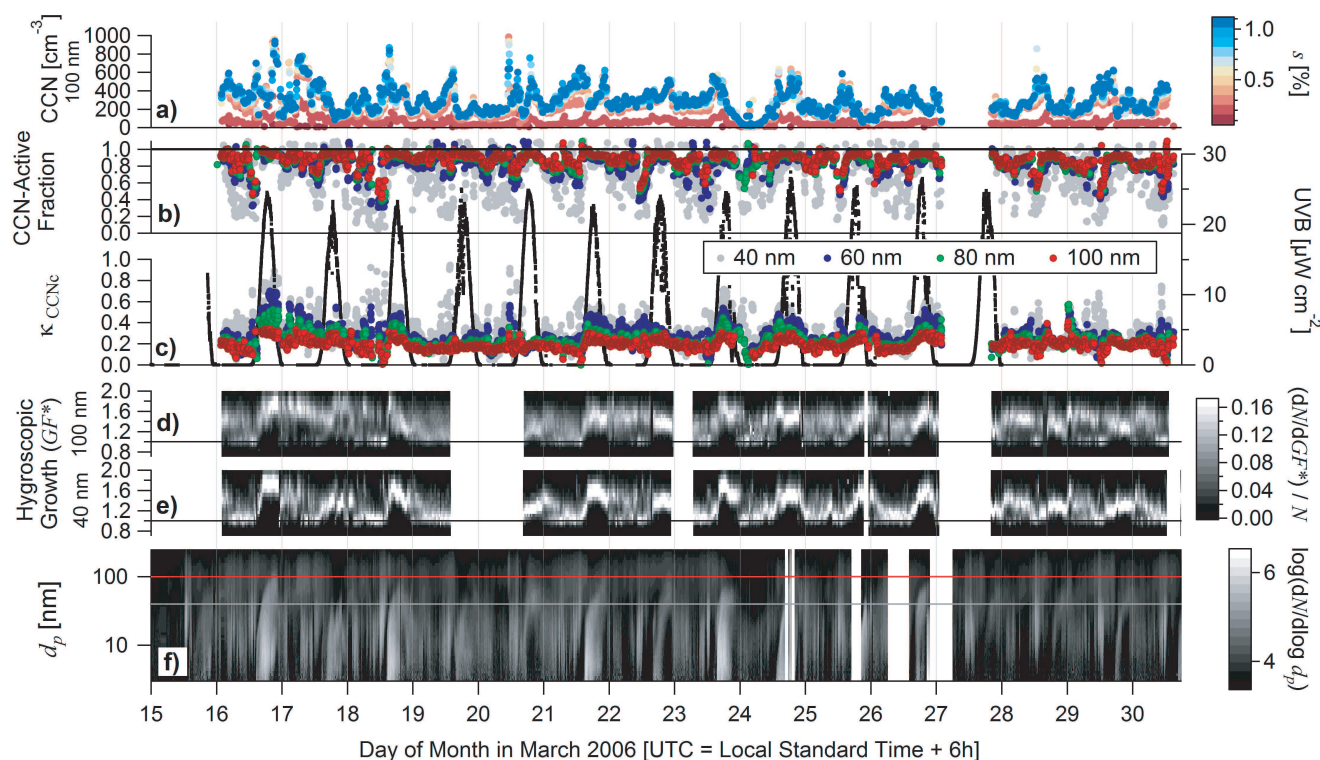 1000
800
600
400
200
0
CCN [cm-3]
100 nm
a)
1.0
0.5
s [%]
CCN-Active
Fraction
1.0
0.8
0.6
0.4
0.2
0.0
b)
30
20
10
0
UVB [µW cm-2]
40 nm 60 nm 80 nm 100 nm
κ CCNc
1.0
0.8
0.6
0.4
0.2
0
c)
Hygroscopic
Growth (GF*)
40 nm 100 nm
2.0
1.6
1.2
0.8
d)
2.0
1.6
1.2
0.8
e)
0.16
0.12
0.08
0.04
0.00
(dN/dGF*) / N
dp [nm]
100
10
f)
6
4
log(dN/dlog dp)
15 16 17 18 19 20 21 22 23 24 25 26 27 28 29 30
Day of Month in March 2006 [UTC = Local Standard Time + 6h]